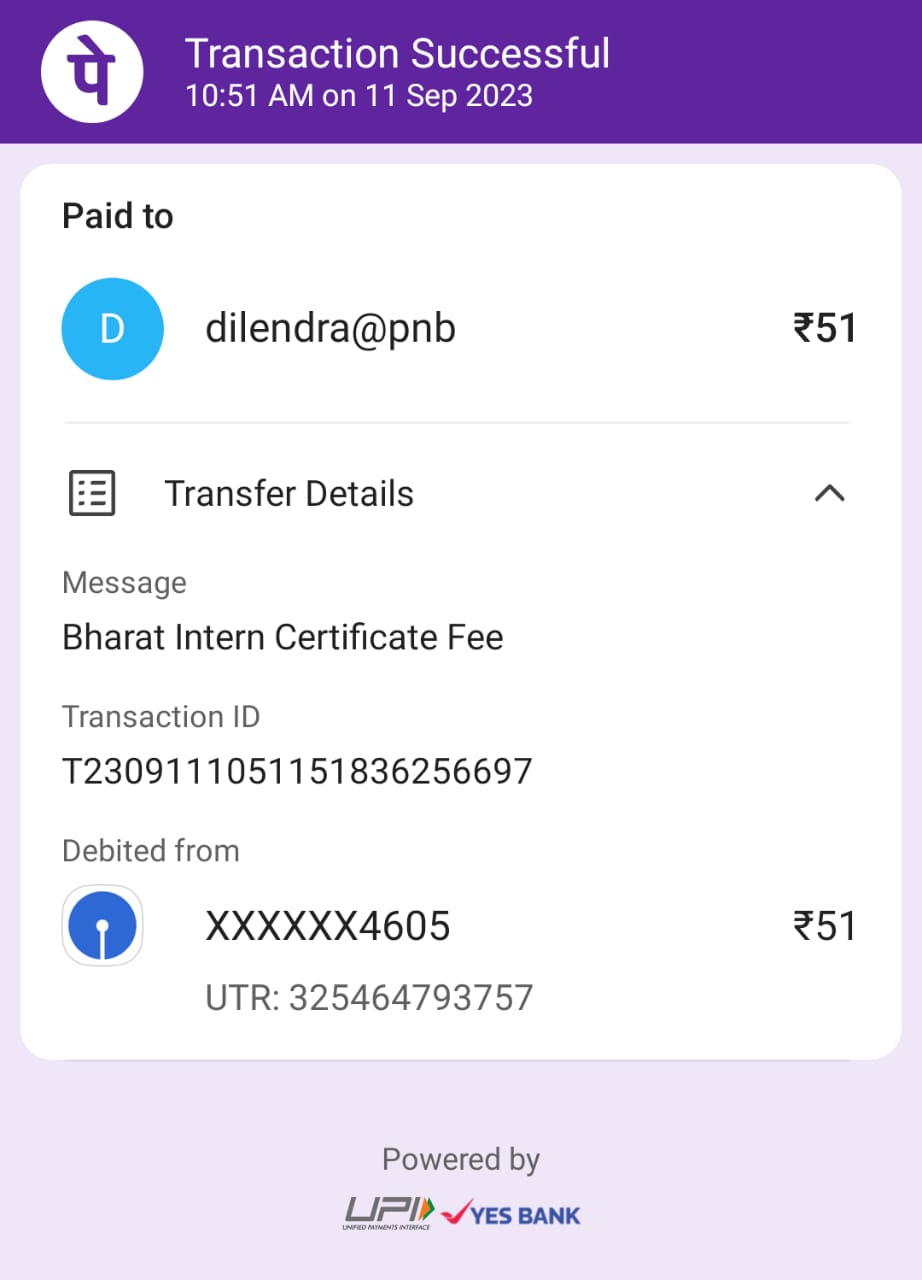 पे
Transaction Successful
10:51 AM on 11 Sep 2023
Paid to
D
dilendra@pnb
₹51
Transfer Details
Message
Bharat Intern Certificate Fee
Transaction ID
T2309111051151836256697
Debited from
XXXXXX4605
₹51
UTR: 325464793757
Powered by
UPI
UNIFIED PAYMENTS INTERFACE
YES BANK